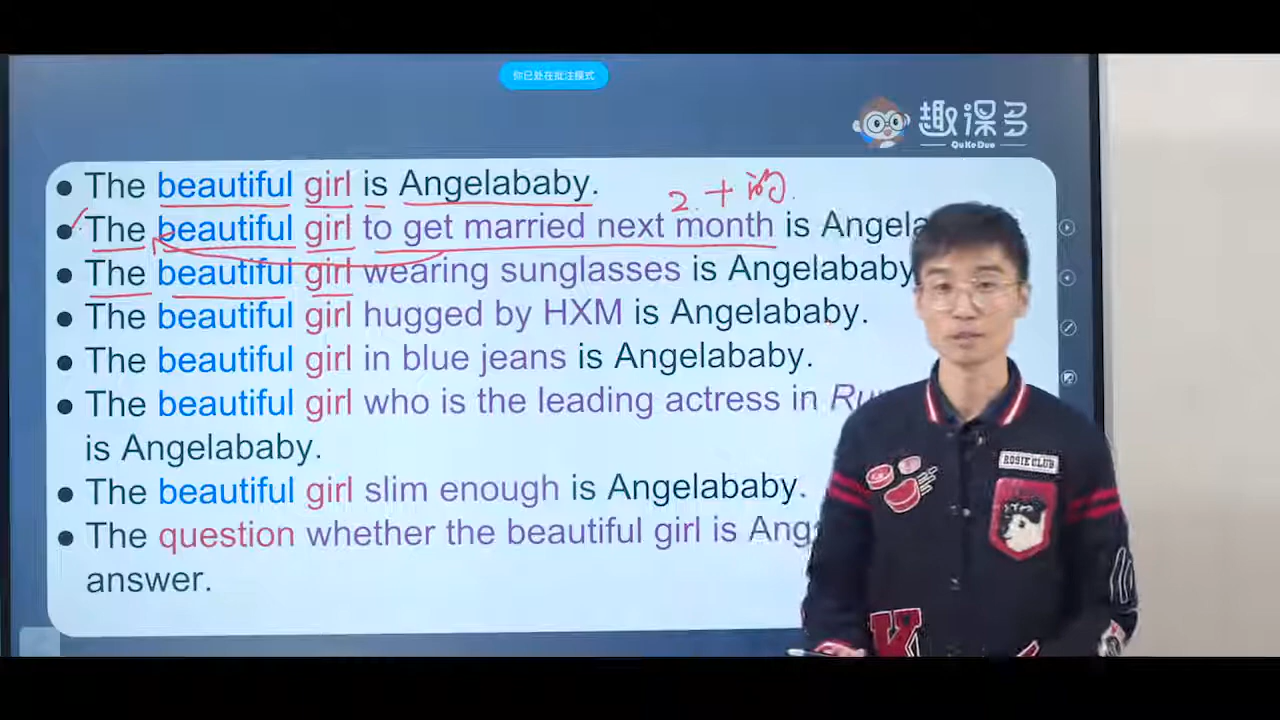 你已处在批注模式
趣课多
QuKeDuo
The beautiful girl is Angelababy.
2. + 的
The beautiful girl to get married next month is Angela
The beautiful girl wearing sunglasses is Angelababy
The beautiful girl hugged by HXM is Angelababy.
The beautiful girl in blue jeans is Angelababy.
The beautiful girl who is the leading actress in Ru
is Angelababy.
The beautiful girl slim enough is Angelababy.
The question whether the beautiful girl is Ang
answer.
ROSIE CLUB
K